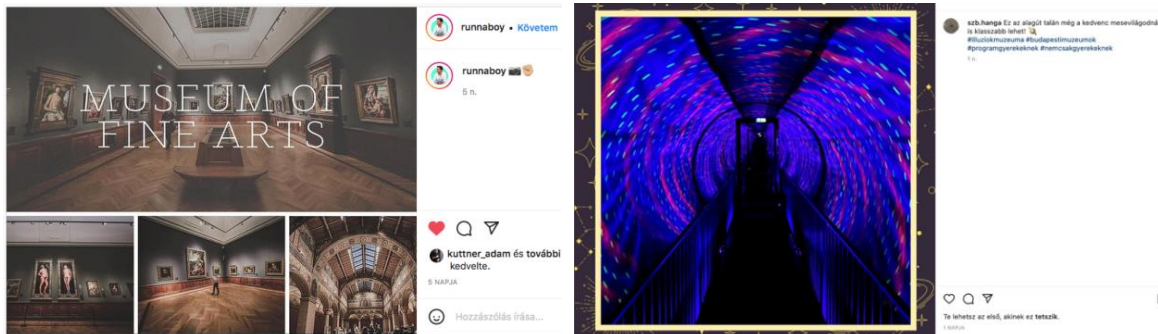 MUSEUM OF
FINE ARTS
runnaboy • Követem
runnaboy
5 n.
kuttner_adam és további
kedvelte.
5 NAPJA
Hozzászólás írása...
szb.hanga Ez az alagút talán még a kedvenc mesevilágodná
is klasszabb lehet!
#illuziokmuzeuma #budapestimuzeumok
#programgyerekeknek #nemcsakgyerekeknek
1 n.
Te lehetsz az első, akinek ez tetszik.
1 NAPJA